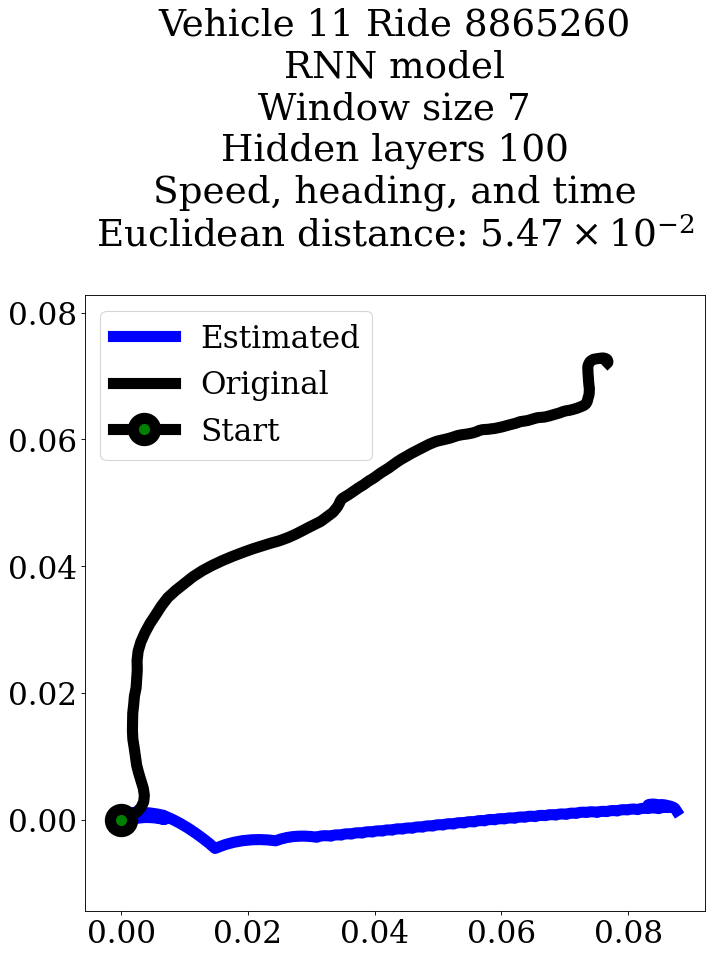 Vehicle 11 Ride 8865260
RNN model
Window size 7
Hidden layers 100
Speed, heading, and time
Euclidean distance: 5.47 × 10⁻²
Estimated
Original
Start
0.08
0.06
0.04
0.02
0.00
0.00 0.02 0.04 0.06 0.08